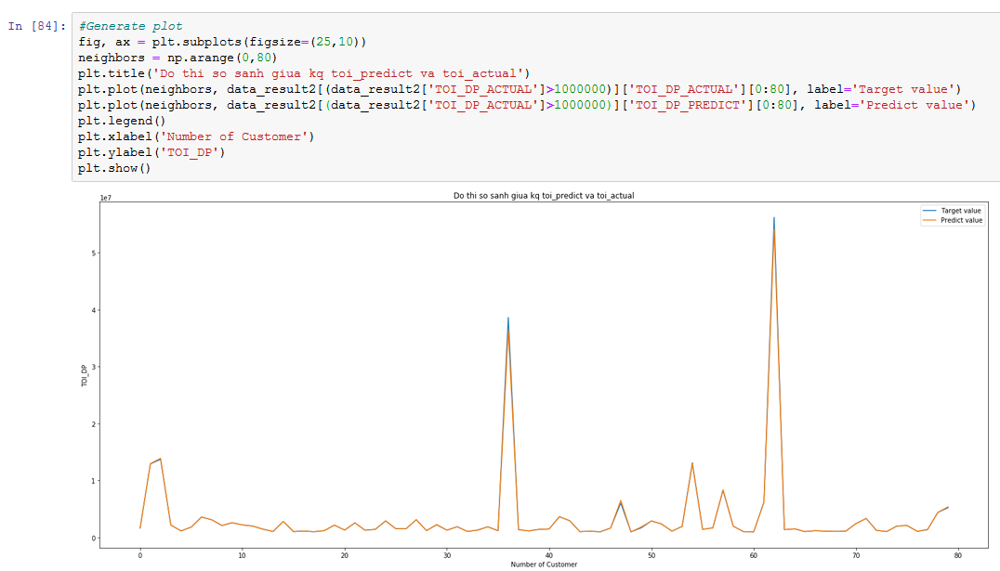 In [84]:
#Generate plot
fig, ax = plt.subplots(figsize=(25,10))
neighbors = np.arange(0,80)
plt.title('Do thi so sanh giua kq toi_predict va toi_actual')
plt.plot(neighbors, data_result2[(data_result2['TOI_DP_ACTUAL']>1000000)]['TOI_DP_ACTUAL'][0:80], label='Target value')
plt.plot(neighbors, data_result2[(data_result2['TOI_DP_ACTUAL']>1000000)]['TOI_DP_PREDICT'][0:80], label='Predict value')
plt.legend()
plt.xlabel('Number of Customer')
plt.ylabel('TOI_DP')
plt.show()
Do thi so sanh giua kq toi_predict va toi_actual
1e7
Target value
Predict value
5
4
3
2
1
0
TOI_DP
0 10 20 30 40 50 60 70 80
Number of Customer